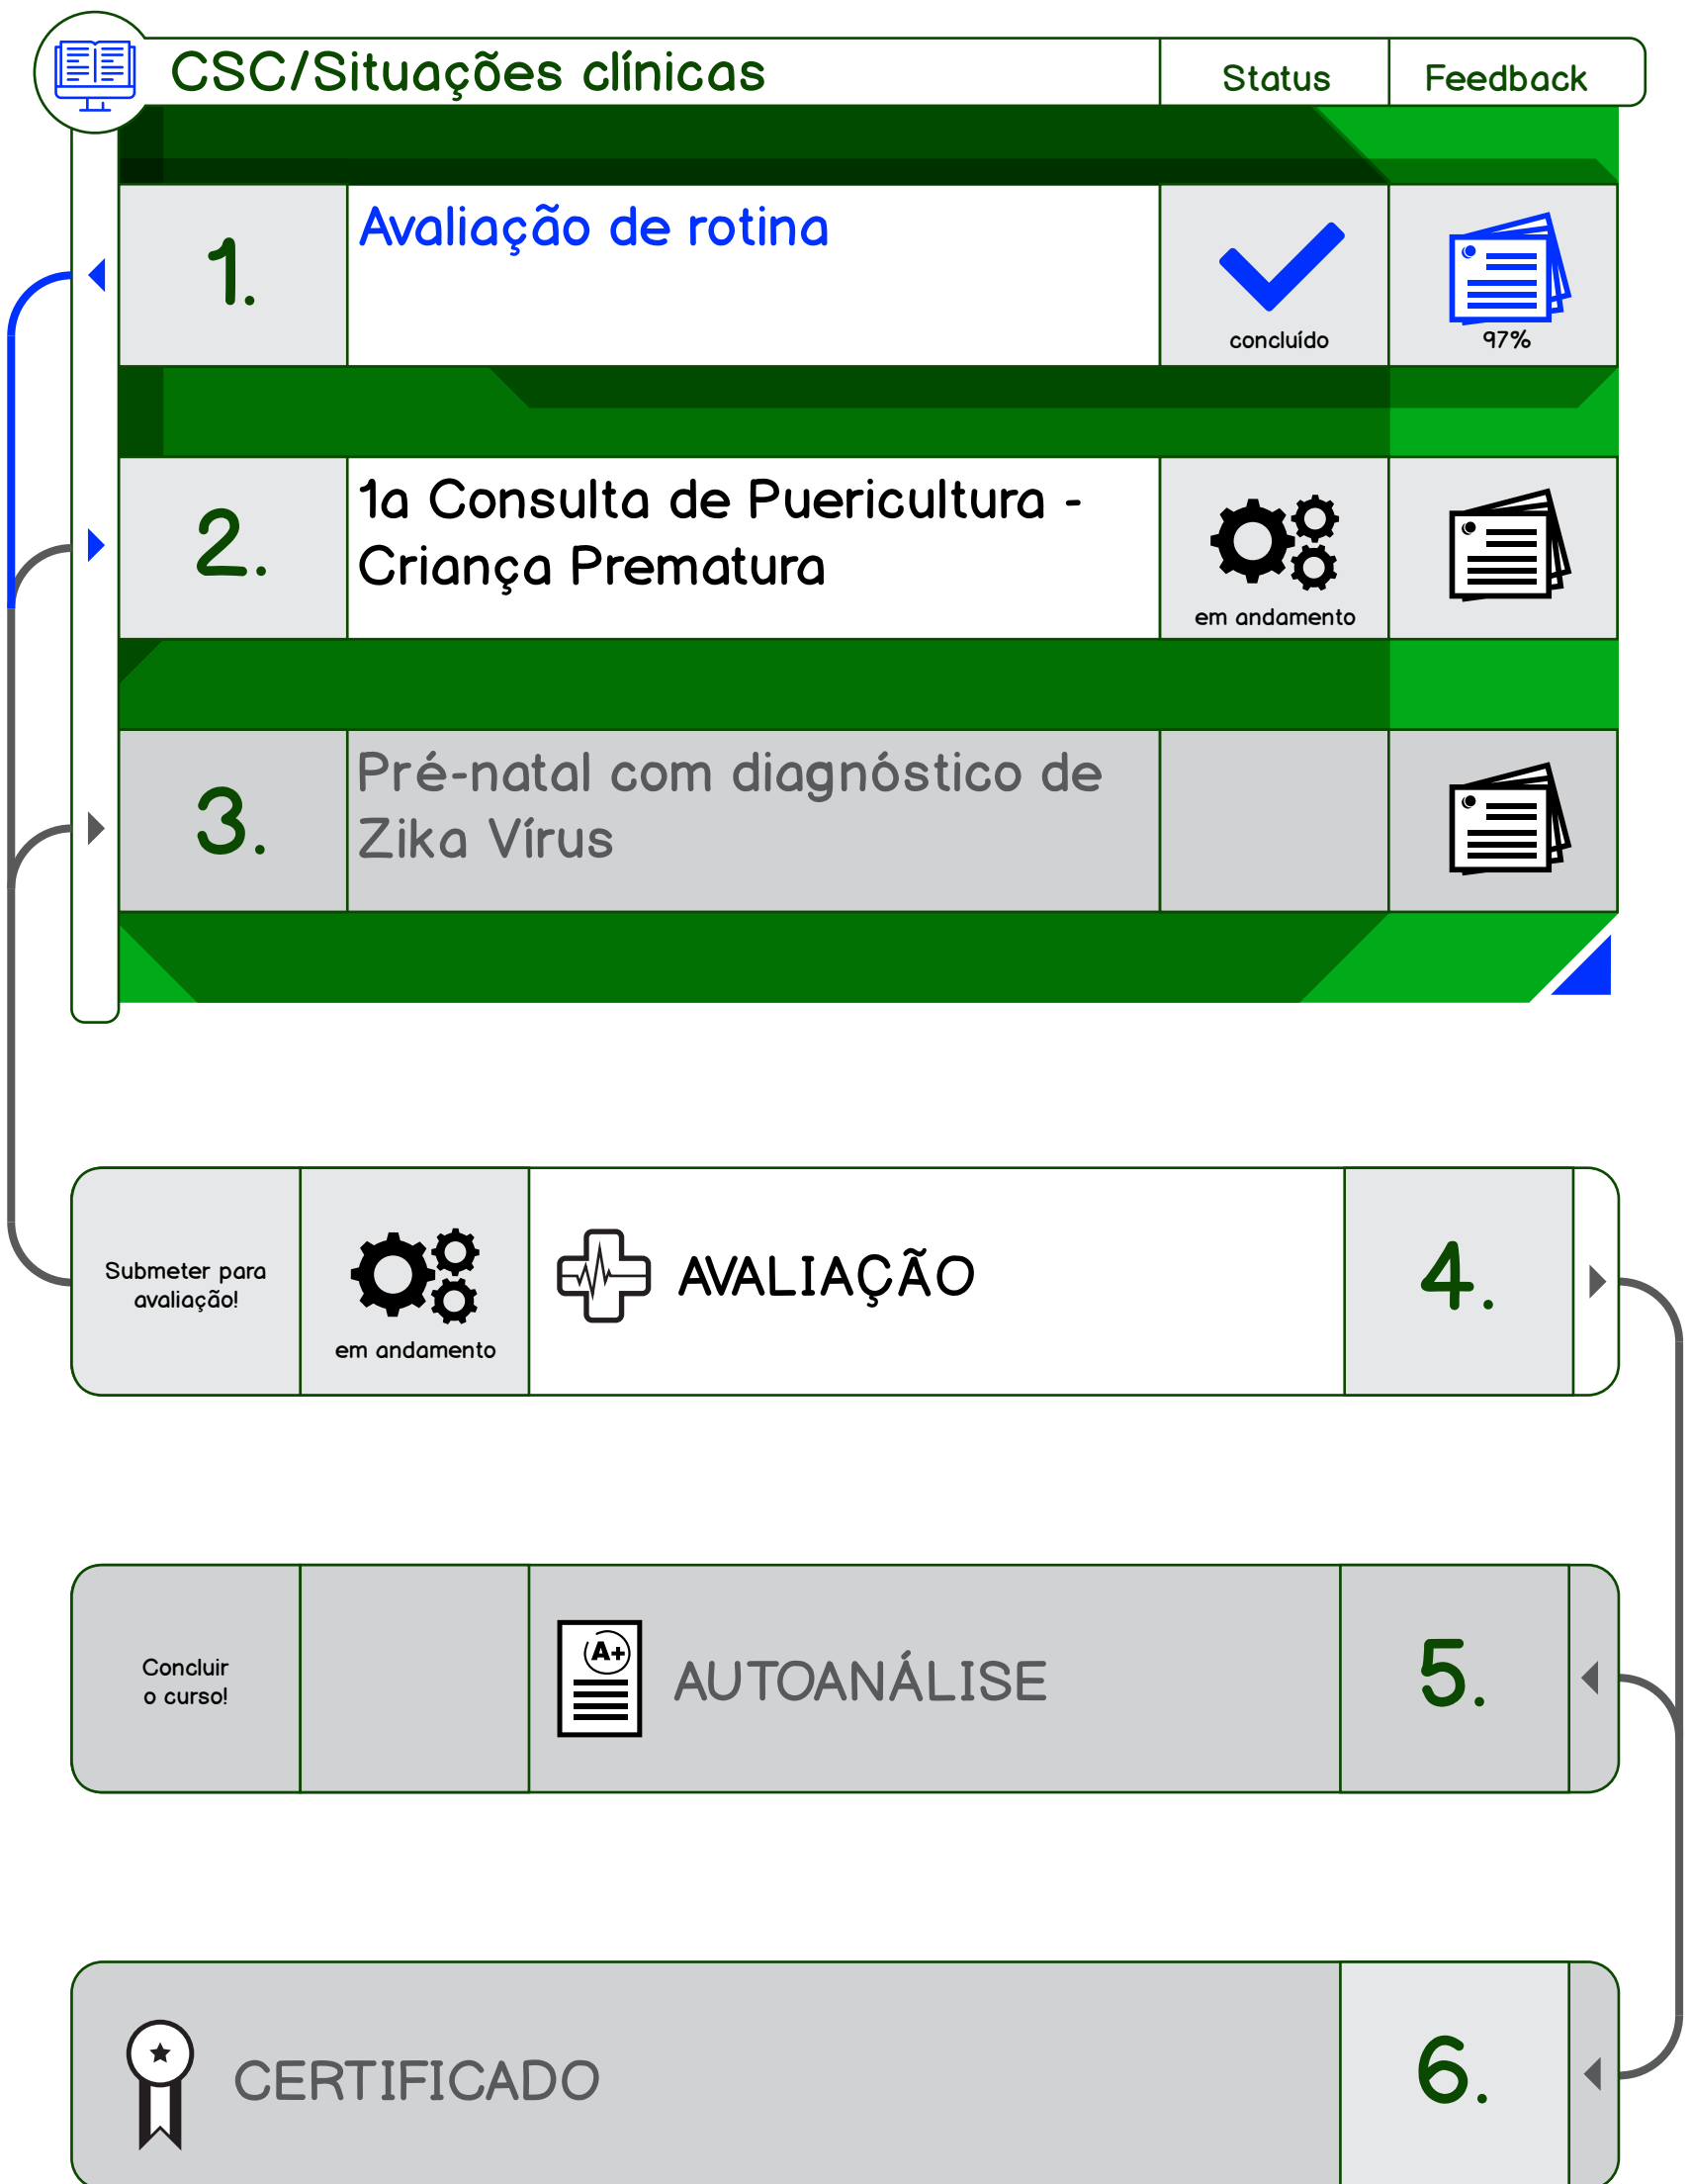 CSC/Situações clínicas
Status
Feedback
1.
Avaliação de rotina
concluído
97%
2.
1a Consulta de Puericultura -
Criança Prematura
em andamento
3.
Pré-natal com diagnóstico de
Zika Vírus
Submeter para
avaliação!
em andamento
AVALIAÇÃO
4.
Concluir
o curso!
A+
AUTOANÁLISE
5.
CERTIFICADO
6.